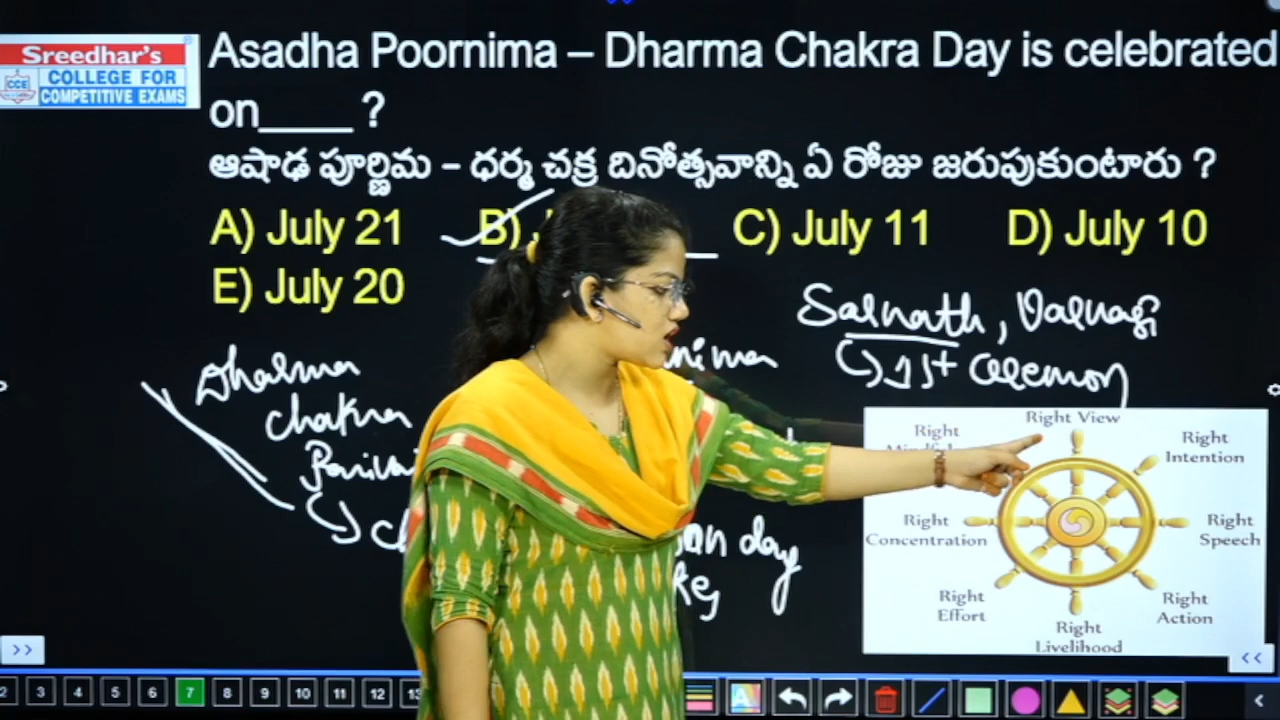 Sreedhar's
CCE
COLLEGE FOR
COMPETITIVE EXAMS
Asadha Poornima – Dharma Chakra Day is celebrated
on____ ?
ఆషాఢ పూర్ణిమ – ధర్మ చక్ర దినోత్సవాన్ని ఏ రోజు జరుపుకుంటారు ?
A) July 21
B)
C) July 11
D) July 10
E) July 20
Sarnath,
1st
Dharma
chakra
day
Right View
Right
Right
Intention
Right
Concentration
Right
Speech
Right
Effort
Right
Action
Right
Livelihood
>>
<<
2 3 4 5 6 7 8 9 10 11 12 13